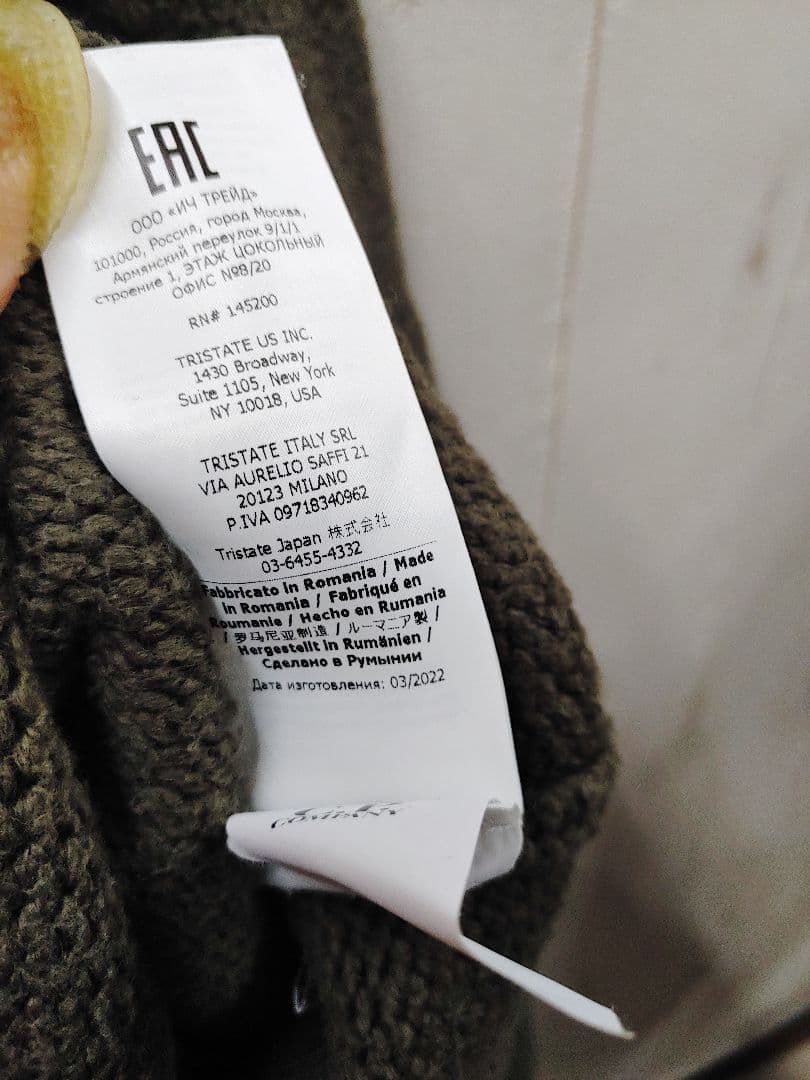 EAC
ООО «ИЧ ТРЕЙД»
101000, Россия, город Москва,
Армянский переулок 9/1/1
строение 1, ЭТАЖ ЦОКОЛЬНЫЙ
ОФИС №8/20
RN# 145200
TRISTATE US INC.
1430 Broadway,
Suite 1105, New York
NY 10018, USA
TRISTATE ITALY SRL
VIA AURELIO SAFFI 21
20123 MILANO
P.IVA 09718340962
Tristate Japan 株式会社
03-6455-4332
Fabbricato in Romania / Made
in Romania / Fabriqué en
Roumanie / Hecho en Rumania
/ 罗马尼亚制造 / ルーマニア製 /
Hergestellt in Rumänien /
Сделано в Румынии
Дата изготовления: 03/2022
COMPANY